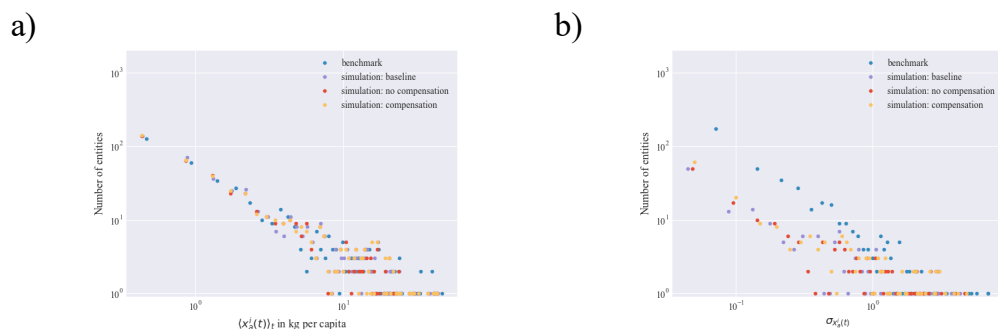 a)
b)
10³
benchmark
simulation: baseline
simulation: no compensation
simulation: compensation
10²
Number of entities
10¹
10⁰
10⁰
10¹
⟨xⁱₐ(t)⟩ₜ in kg per capita
10³
benchmark
simulation: baseline
simulation: no compensation
simulation: compensation
10²
Number of entities
10¹
10⁰
10⁻¹
10⁰
σₓⁱₐ(t)